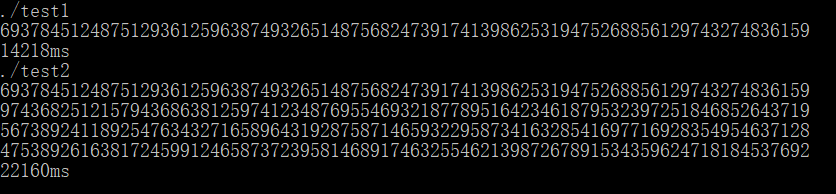 ./test1
693784512487512936125963874932651487568247391741398625319475268856129743274836159
14218ms
./test2
693784512487512936125963874932651487568247391741398625319475268856129743274836159
974368251215794368638125974123487695546932187789516423461879532397251846852643719
567389241189254763432716589643192875871465932295873416328541697716928354954637128
475389261638172459912465873723958146891746325546213987267891534359624718184537692
22160ms